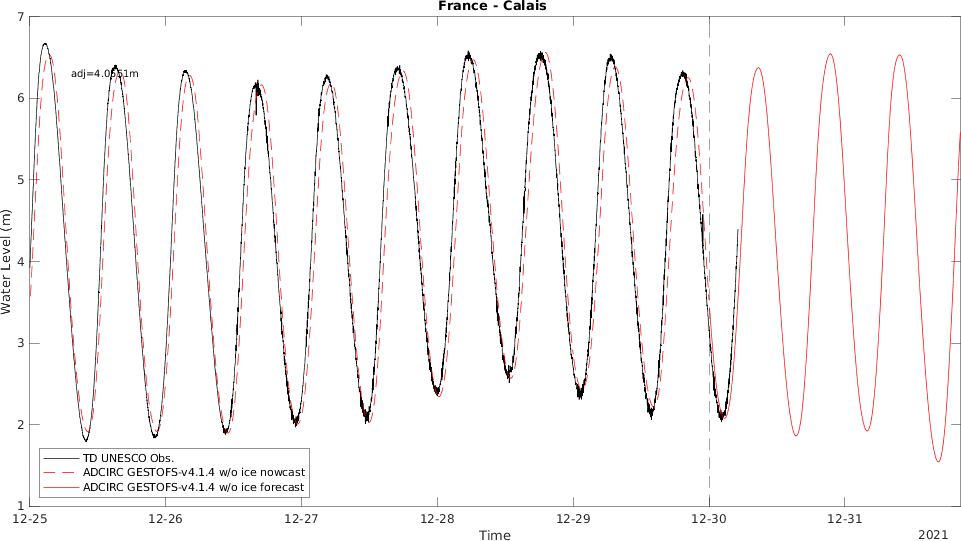 France - Calais
7
adj=4.0551m
6
5
4
3
2
1
Water Level (m)
TD UNESCO Obs.
ADCIRC GESTOFS-v4.1.4 w/o ice nowcast
ADCIRC GESTOFS-v4.1.4 w/o ice forecast
12-25 12-26 12-27 12-28 12-29 12-30 12-31
Time
2021